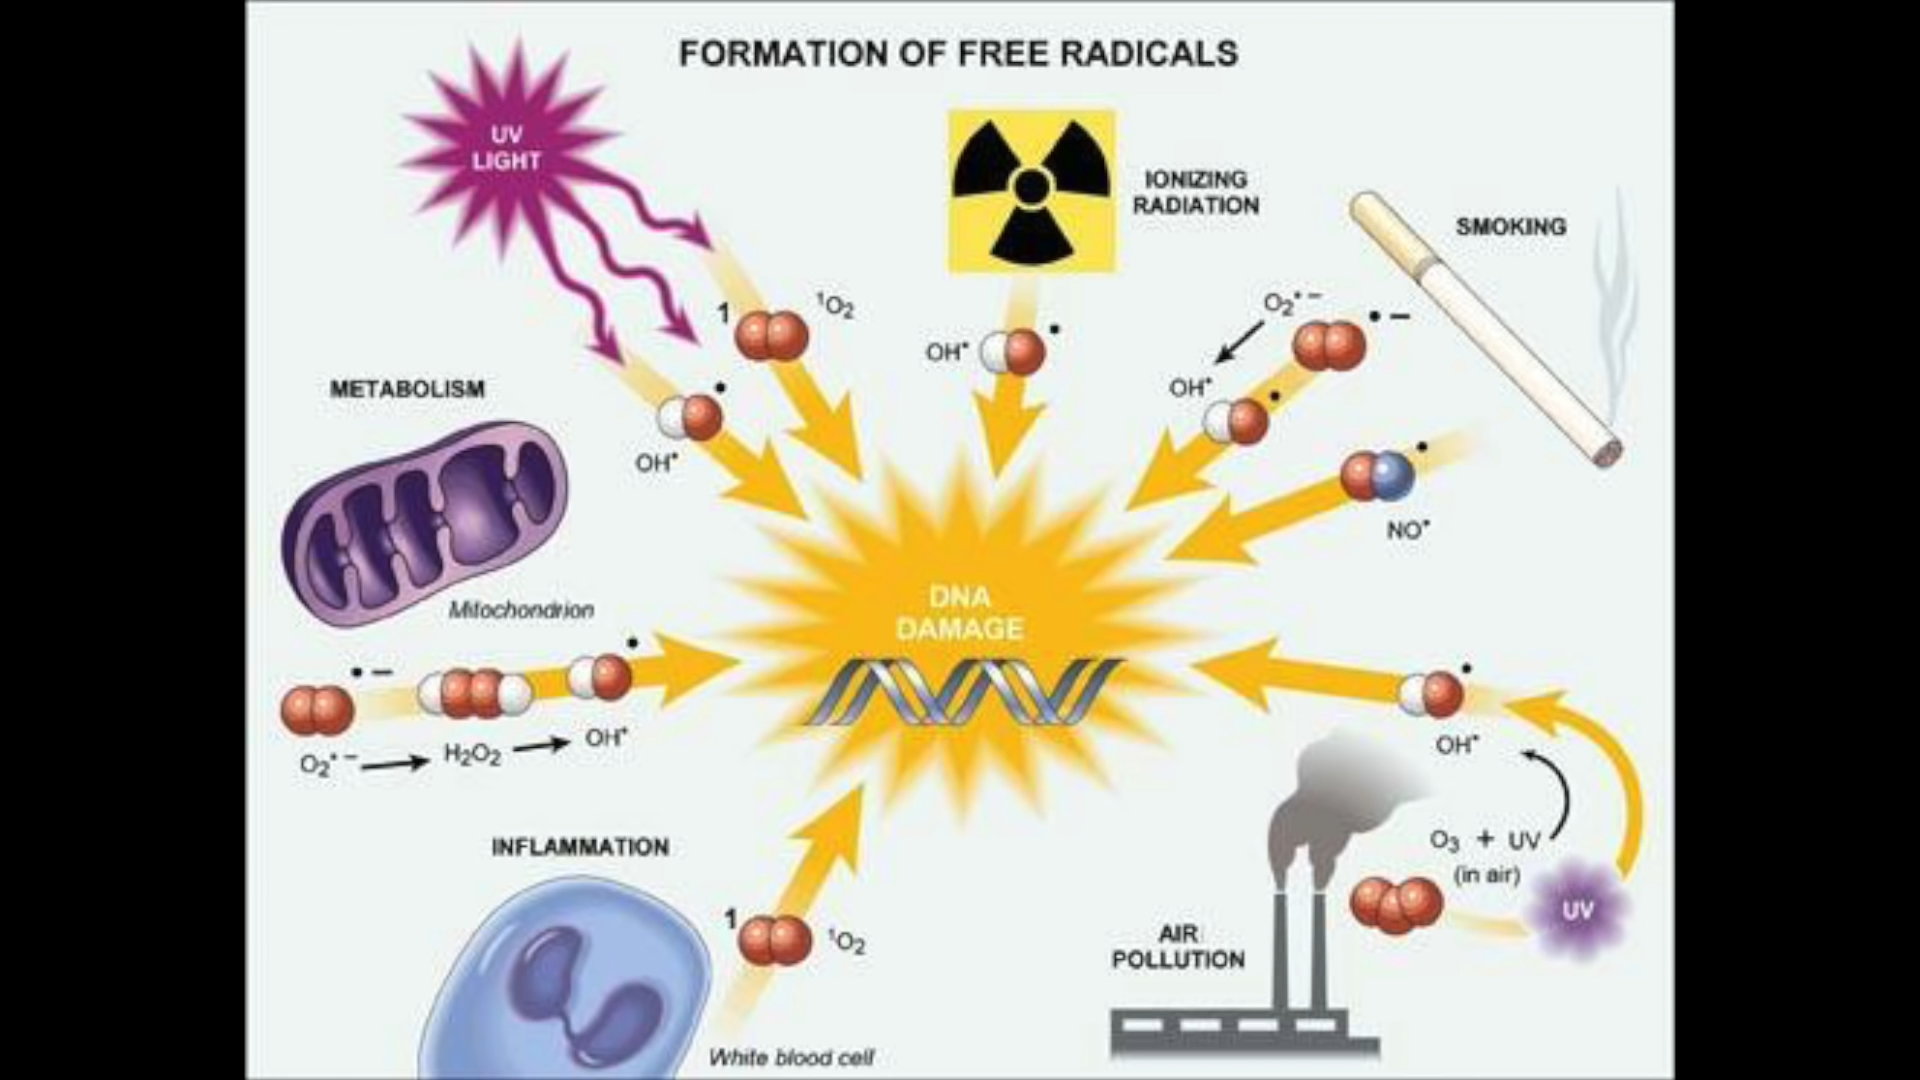 FORMATION OF FREE RADICALS
UV
LIGHT
IONIZING
RADIATION
SMOKING
1
¹O₂
O₂•−
•−
OH•
OH•
METABOLISM
OH•
NO•
Mitochondrion
DNA
DAMAGE
•−
O₂•− → H₂O₂ → OH•
OH•
INFLAMMATION
O₃ + UV
(in air)
UV
1
¹O₂
AIR
POLLUTION
White blood cell